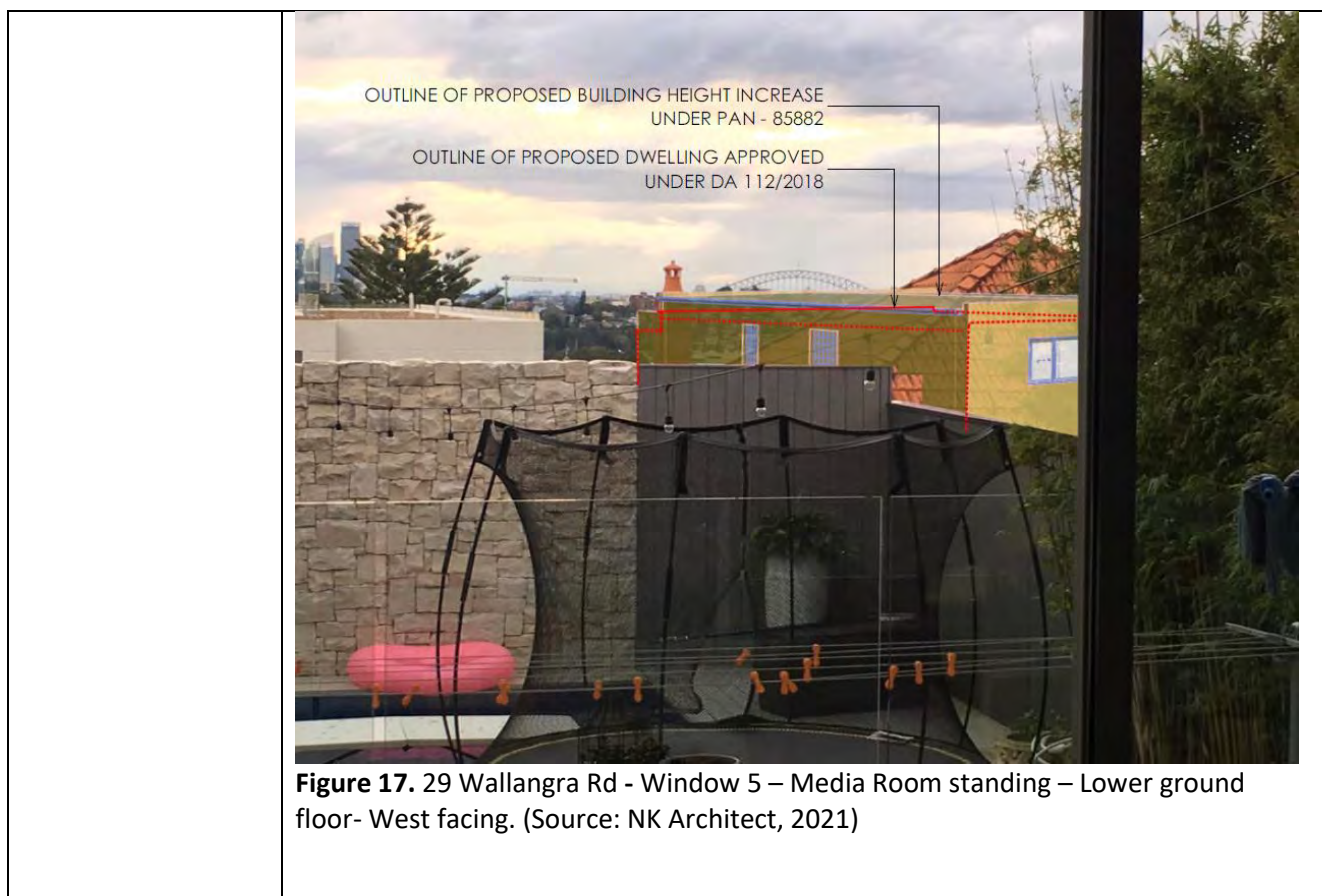 OUTLINE OF PROPOSED BUILDING HEIGHT INCREASE
UNDER PAN - 85882
OUTLINE OF PROPOSED DWELLING APPROVED
UNDER DA 112/2018
Figure 17. 29 Wallangra Rd - Window 5 – Media Room standing – Lower ground
floor- West facing. (Source: NK Architect, 2021)